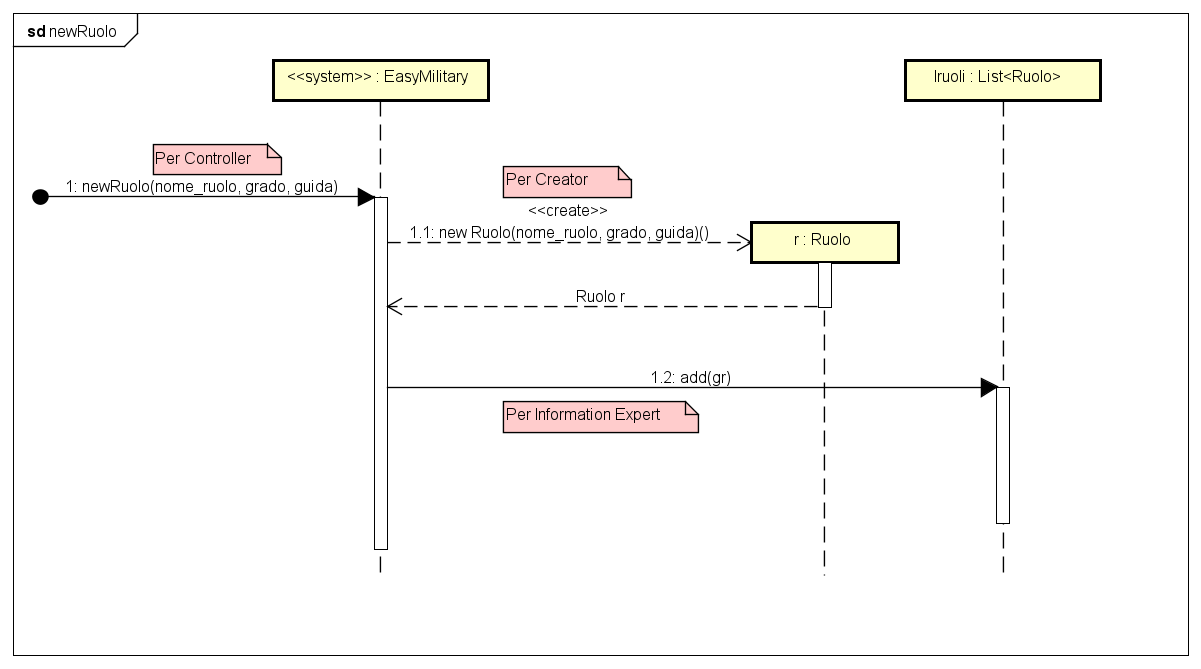 sd newRuolo
<<system>> : EasyMilitary
lruoli : List<Ruolo>
Per Controller
1: newRuolo(nome_ruolo, grado, guida)
Per Creator
<<create>>
1.1: new Ruolo(nome_ruolo, grado, guida)()
r : Ruolo
Ruolo r
1.2: add(gr)
Per Information Expert